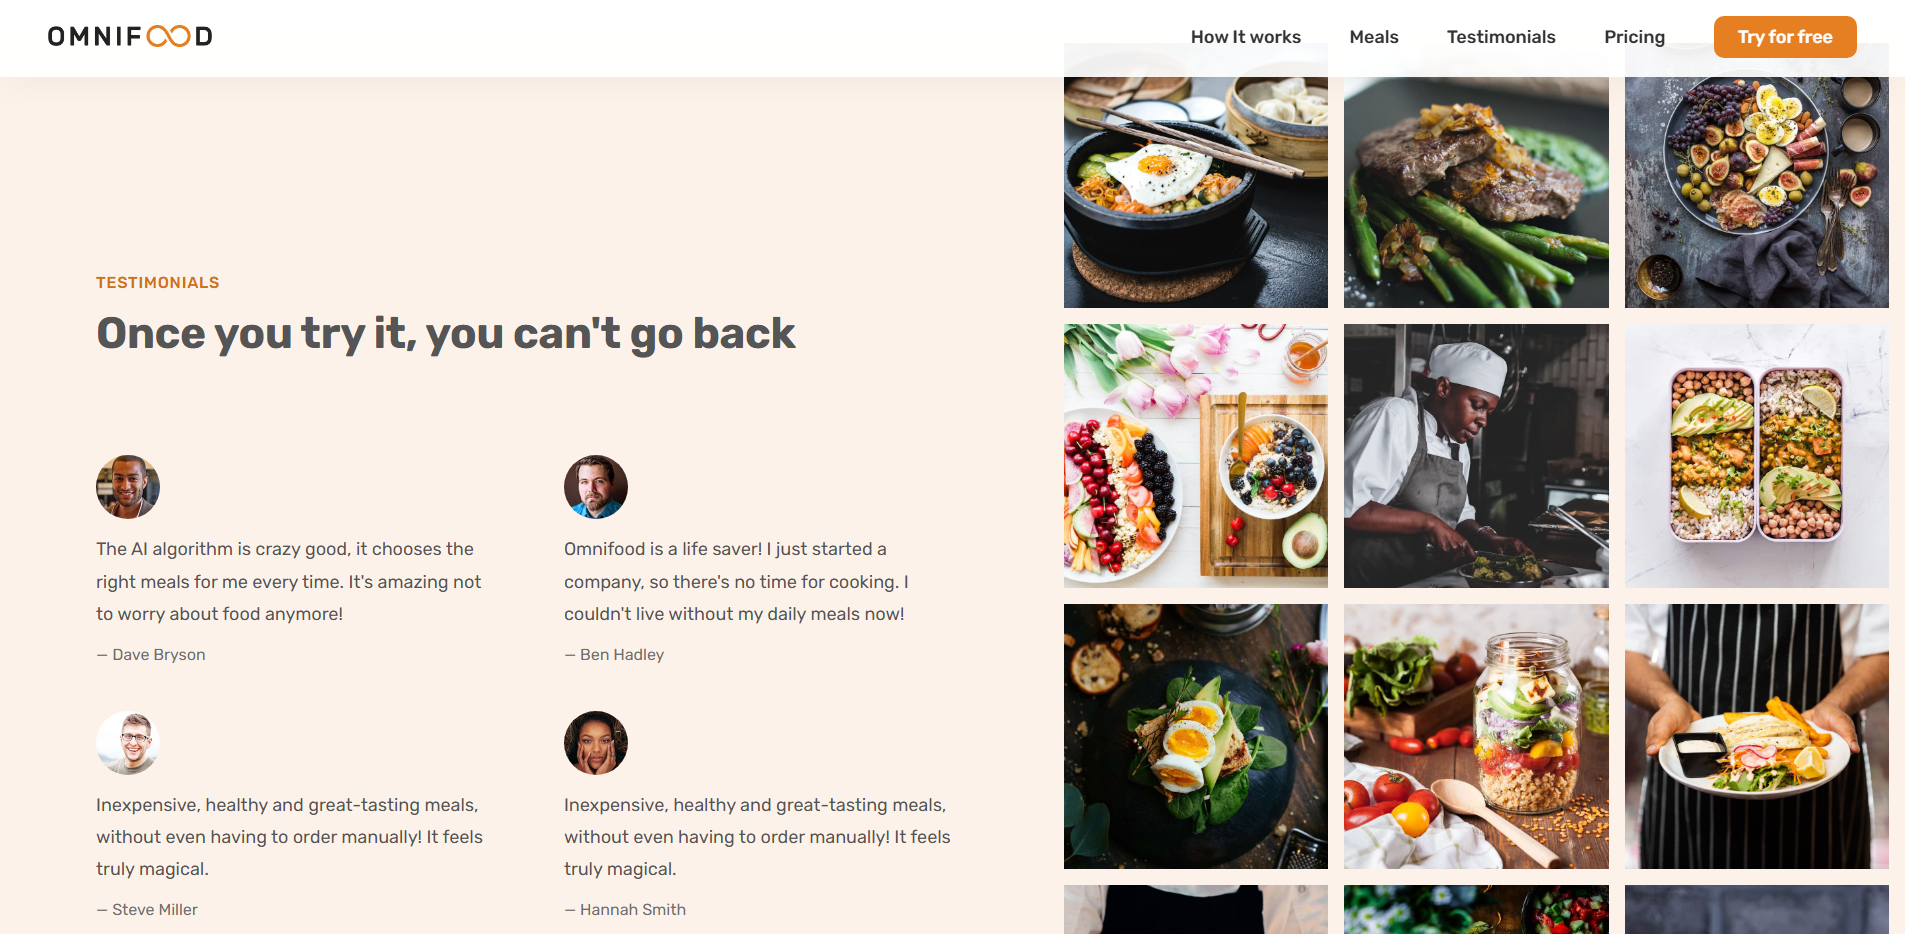 OMNIFOOD
How It works
Meals
Testimonials
Pricing
Try for free
TESTIMONIALS
Once you try it, you can't go back
The AI algorithm is crazy good, it chooses the
right meals for me every time. It's amazing not
to worry about food anymore!
— Dave Bryson
Omnifood is a life saver! I just started a
company, so there's no time for cooking. I
couldn't live without my daily meals now!
— Ben Hadley
Inexpensive, healthy and great-tasting meals,
without even having to order manually! It feels
truly magical.
— Steve Miller
Inexpensive, healthy and great-tasting meals,
without even having to order manually! It feels
truly magical.
— Hannah Smith